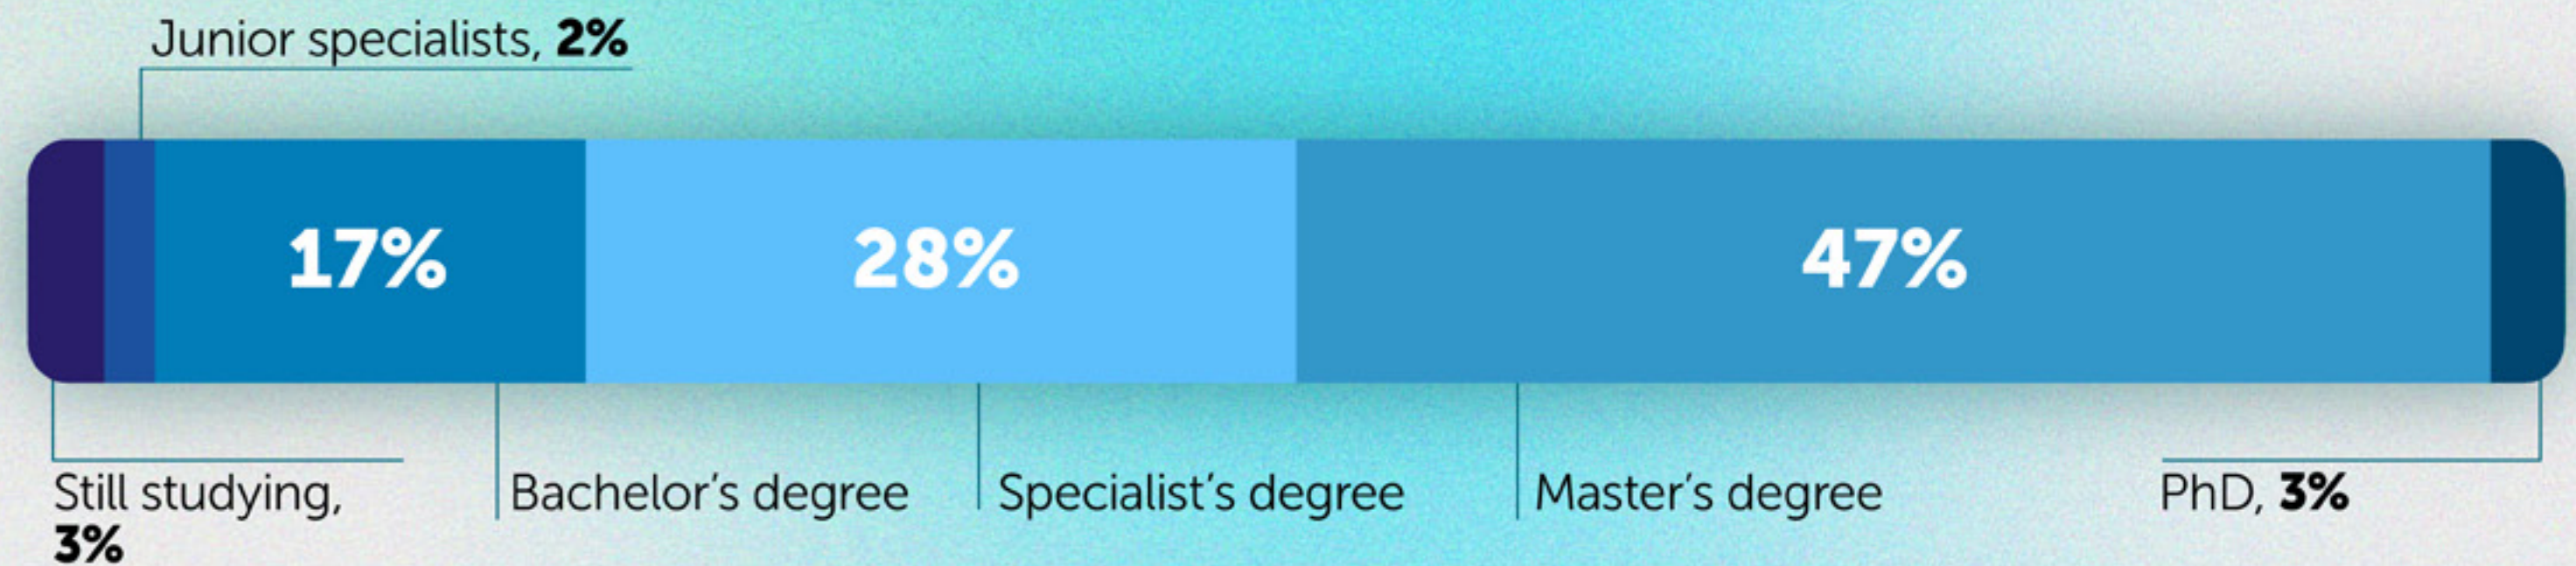 Junior specialists, 2%
17%
28%
47%
Still studying,
3%
Bachelor’s degree
Specialist’s degree
Master’s degree
PhD, 3%